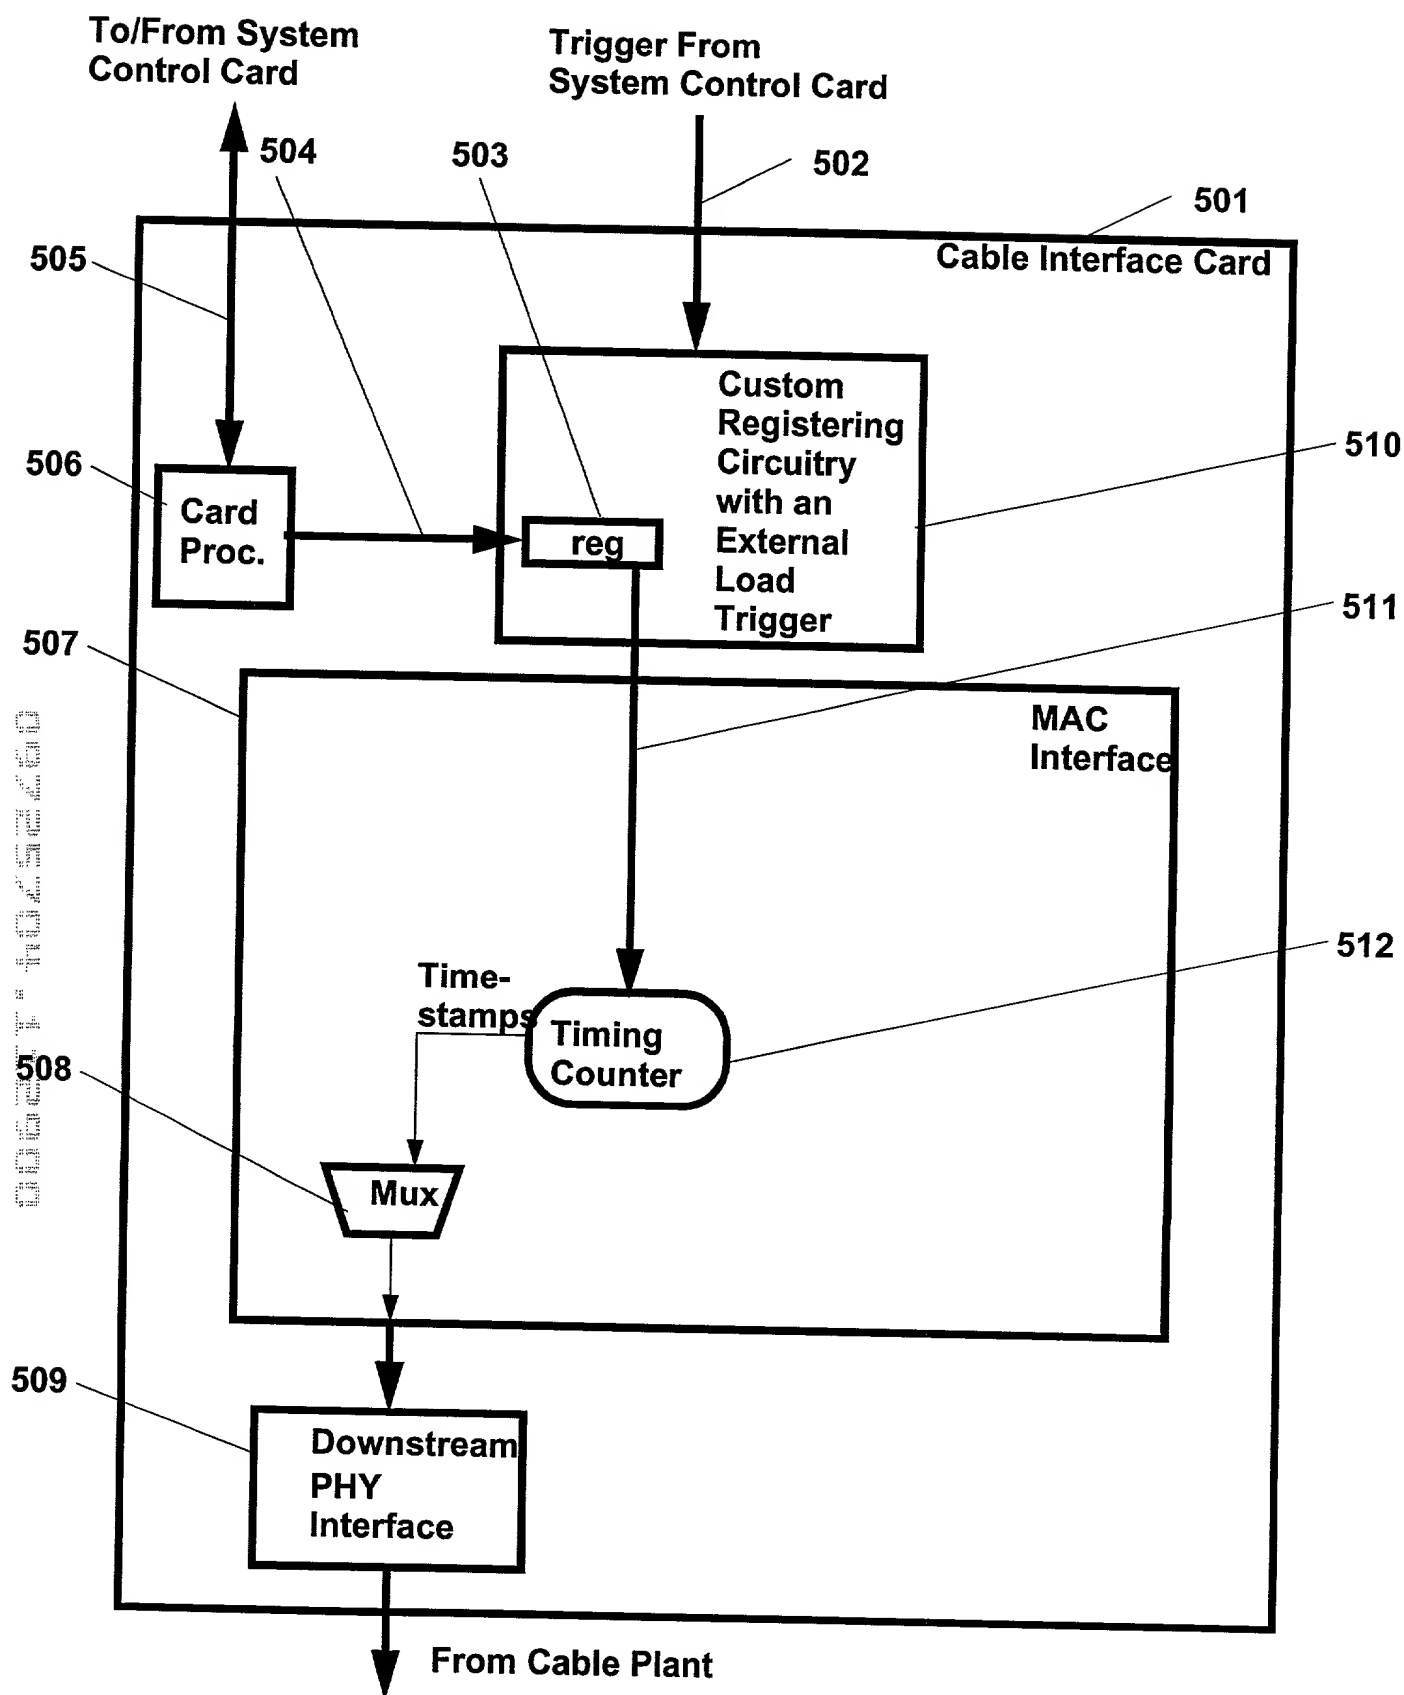 To/From System
Control Card
Trigger From
System Control Card
504
503
502
501
Cable Interface Card
505
Custom
Registering
Circuitry
with an
External
Load
Trigger
510
506
Card
Proc.
reg
511
507
MAC
Interface
512
Time-
stamps
Timing
Counter
508
Mux
509
Downstream
PHY
Interface
From Cable Plant